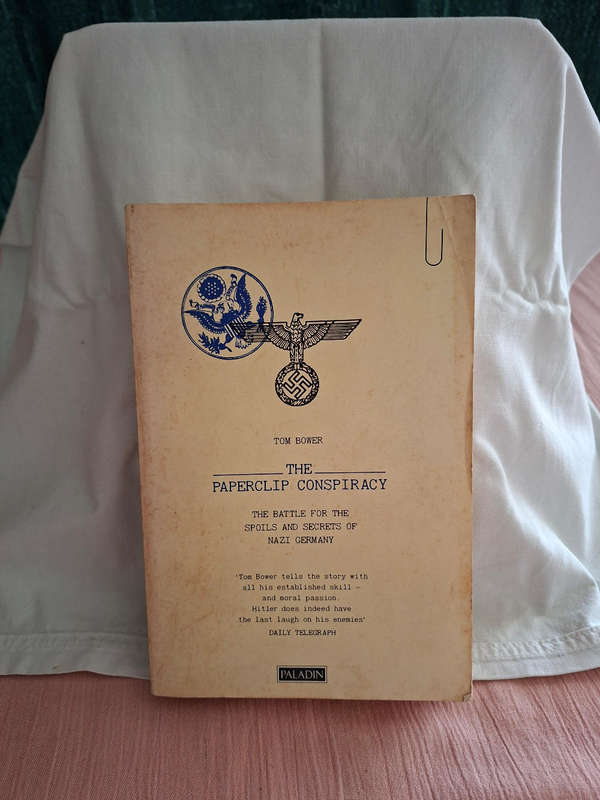 TOM BOWER
THE
PAPERCLIP CONSPIRACY
THE BATTLE FOR THE
SPOILS AND SECRETS OF
NAZI GERMANY
'Tom Bower tells the story with
all his established skill –
and moral passion.
Hitler does indeed have
the last laugh on his enemies'
DAILY TELEGRAPH
PALADIN